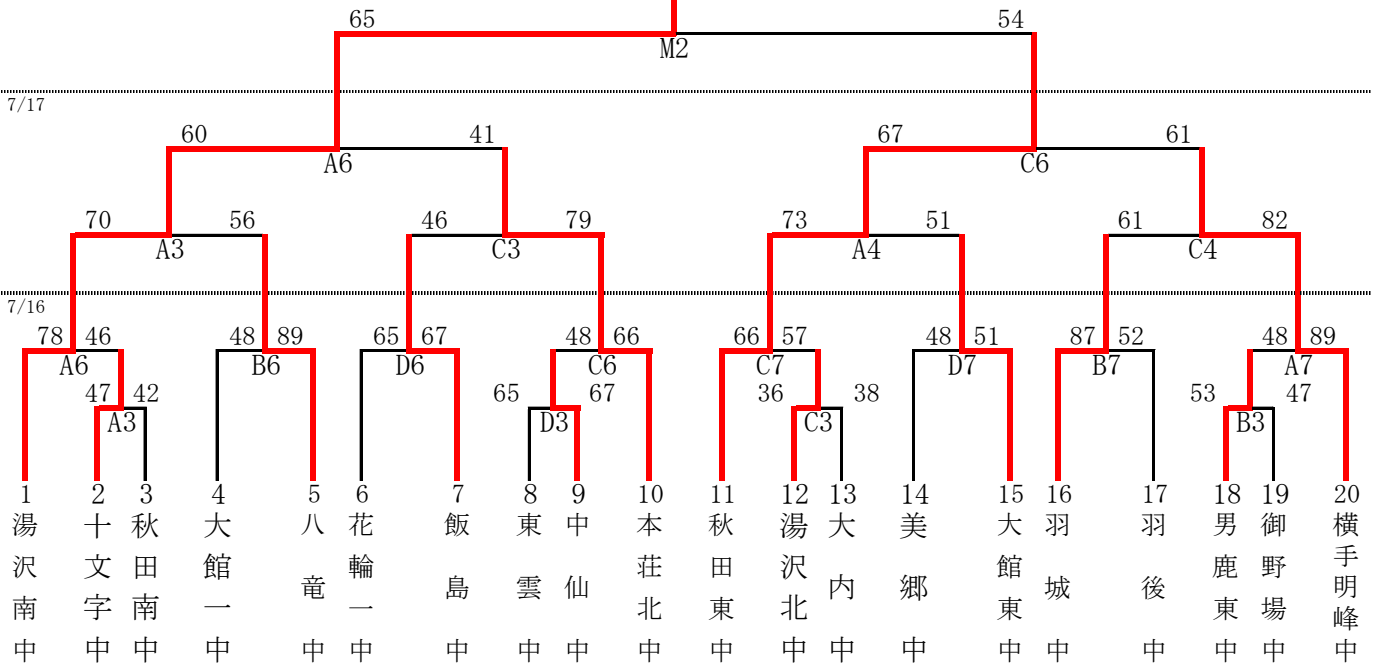 65 54
M2
7/17
60 41 67 61
A6 C6
70 56 46 79 73 51 61 82
A3 C3 A4 C4
7/16
78 46 48 89 65 67 48 66 66 57 48 51 87 52 48 89
A6 B6 D6 C6 C7 D7 B7 A7
47 42 65 67 36 38 53 47
A3 D3 C3 B3
1 2 3 4 5 6 7 8 9 10 11 12 13 14 15 16 17 18 19 20
湯沢南中
十文字中
秋田南中
大館一中
八竜中
花輪一中
飯島中
東雲中
中仙中
本荘北中
秋田東中
湯沢北中
大内中
美郷中
大館東中
羽城中
羽後中
男鹿東中
御野場中
横手明峰中